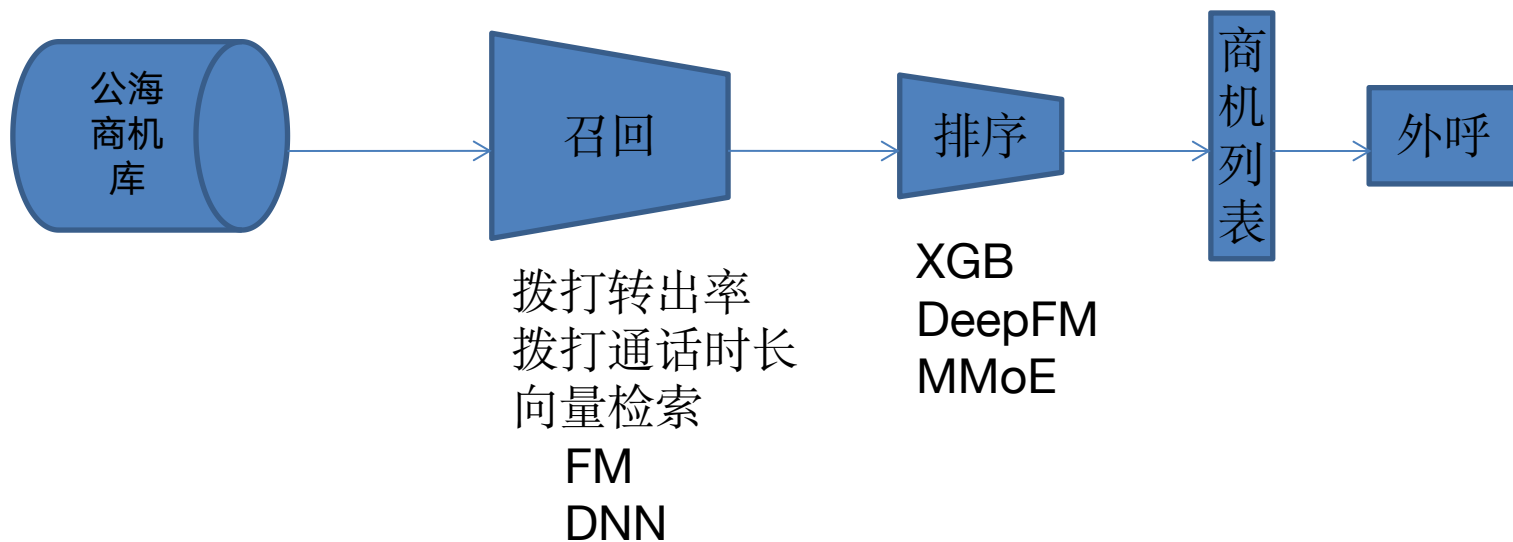 公海
商机
库
召回
排序
商
机
列
表
外呼
拨打转出率
拨打通话时长
向量检索
FM
DNN
XGB
DeepFM
MMoE